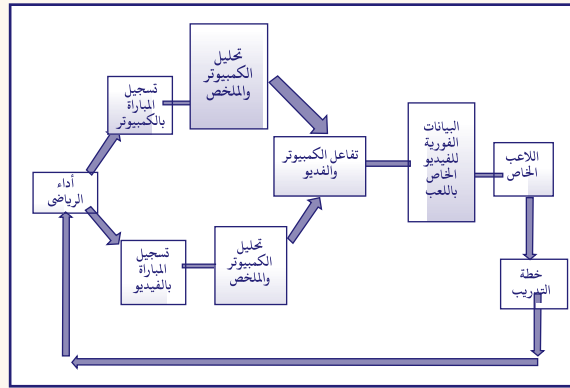 أداء
الرياضى
تسجيل
المباراة
بالكمبيوتر
تحليل
الكمبيوتر
والملخص
تسجيل
المباراة
بالفيديو
تحليل
الكمبيوتر
والملخص
تفاعل الكمبيوتر
والفديو
البيانات
الفورية
للفيديو
الخاص
باللعب
اللاعب
الخاص
خطة
التدريب